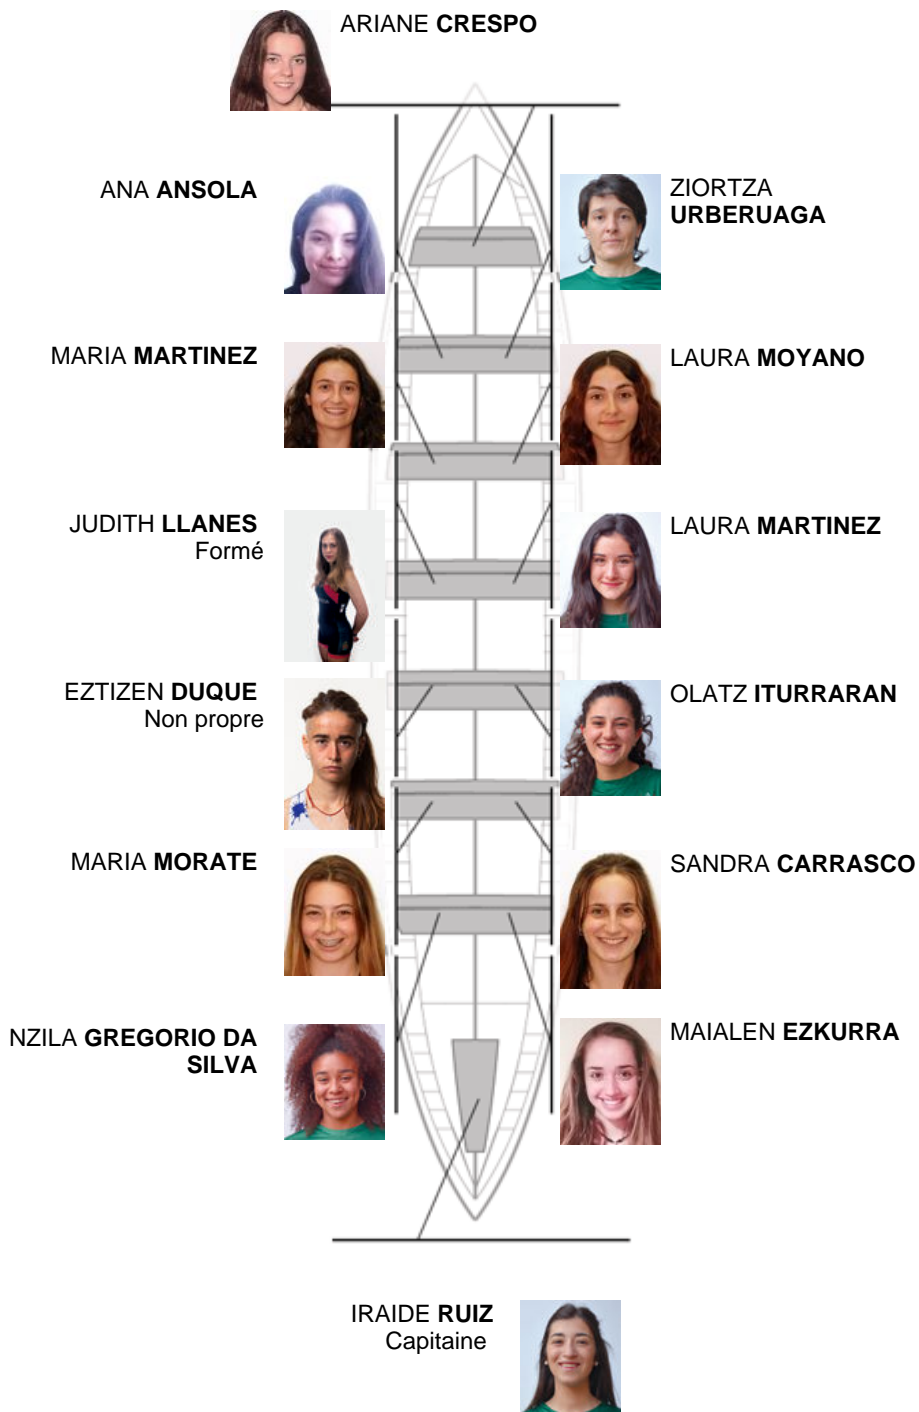 ARIANE CRESPO
ANA ANSOLA
ZIORTZA
URBERUAGA
MARIA MARTINEZ
LAURA MOYANO
JUDITH LLANES
Formé
LAURA MARTINEZ
EZTIZEN DUQUE
Non propre
OLATZ ITURRARAN
MARIA MORATE
SANDRA CARRASCO
NZILA GREGORIO DA
SILVA
MAIALEN EZKURRA
IRAIDE RUIZ
Capitaine